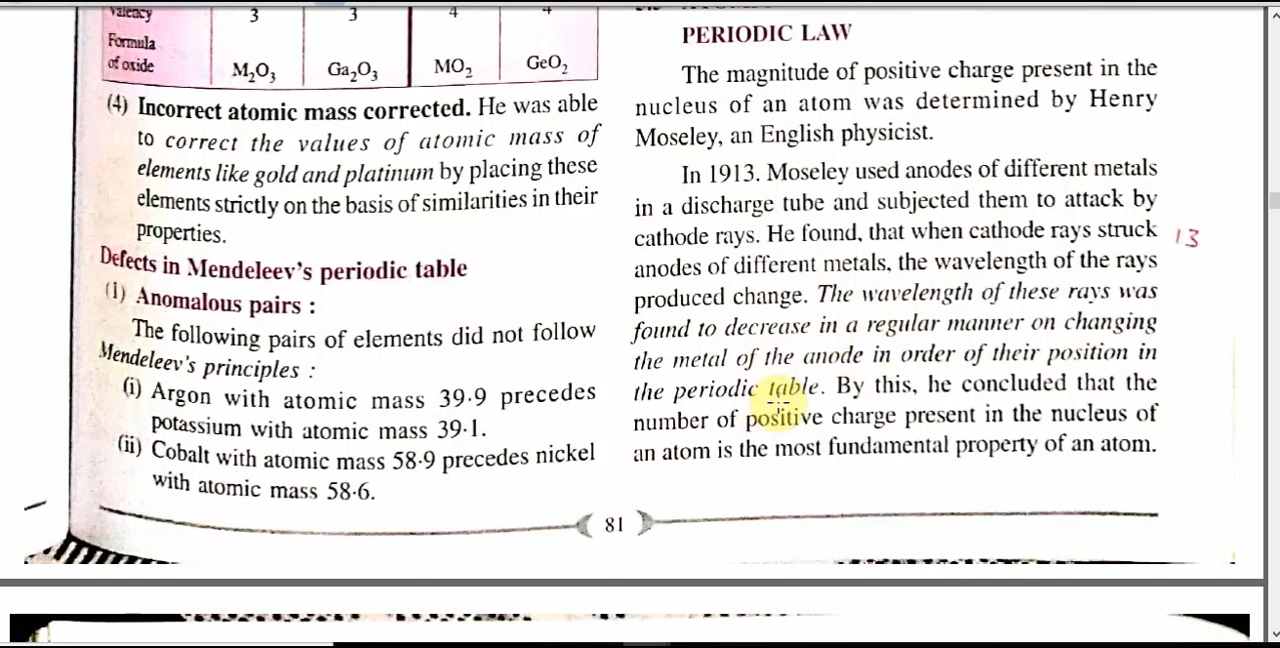 Valency 3 3 4 4
Formula
of oxide M₂O₃ Ga₂O₃ MO₂ GeO₂
(4) Incorrect atomic mass corrected. He was able
to correct the values of atomic mass of
elements like gold and platinum by placing these
elements strictly on the basis of similarities in their
properties.
Defects in Mendeleev's periodic table
(1) Anomalous pairs :
The following pairs of elements did not follow
Mendeleev's principles :
(i) Argon with atomic mass 39·9 precedes
potassium with atomic mass 39·1.
(ii) Cobalt with atomic mass 58·9 precedes nickel
with atomic mass 58·6.
PERIODIC LAW
The magnitude of positive charge present in the
nucleus of an atom was determined by Henry
Moseley, an English physicist.
In 1913. Moseley used anodes of different metals
in a discharge tube and subjected them to attack by
cathode rays. He found, that when cathode rays struck
anodes of different metals, the wavelength of the rays
produced change. The wavelength of these rays was
found to decrease in a regular manner on changing
the metal of the anode in order of their position in
the periodic table. By this, he concluded that the
number of positive charge present in the nucleus of
an atom is the most fundamental property of an atom.
13
81